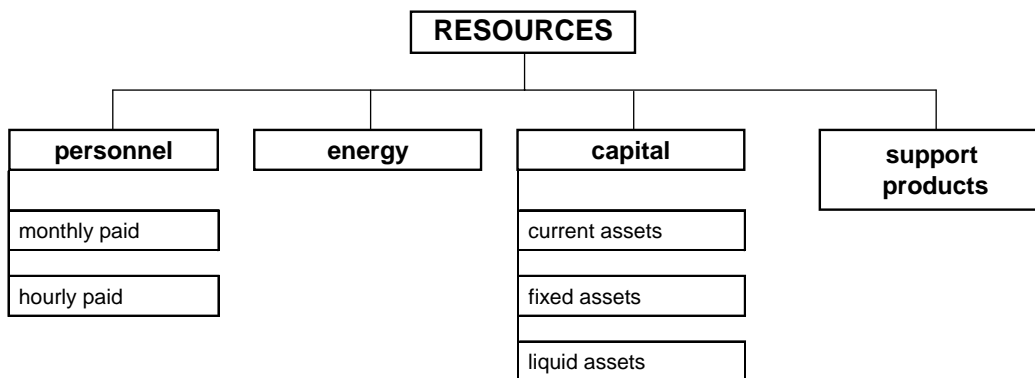 RESOURCES
personnel
energy
capital
support
products
monthly paid
current assets
hourly paid
fixed assets
liquid assets